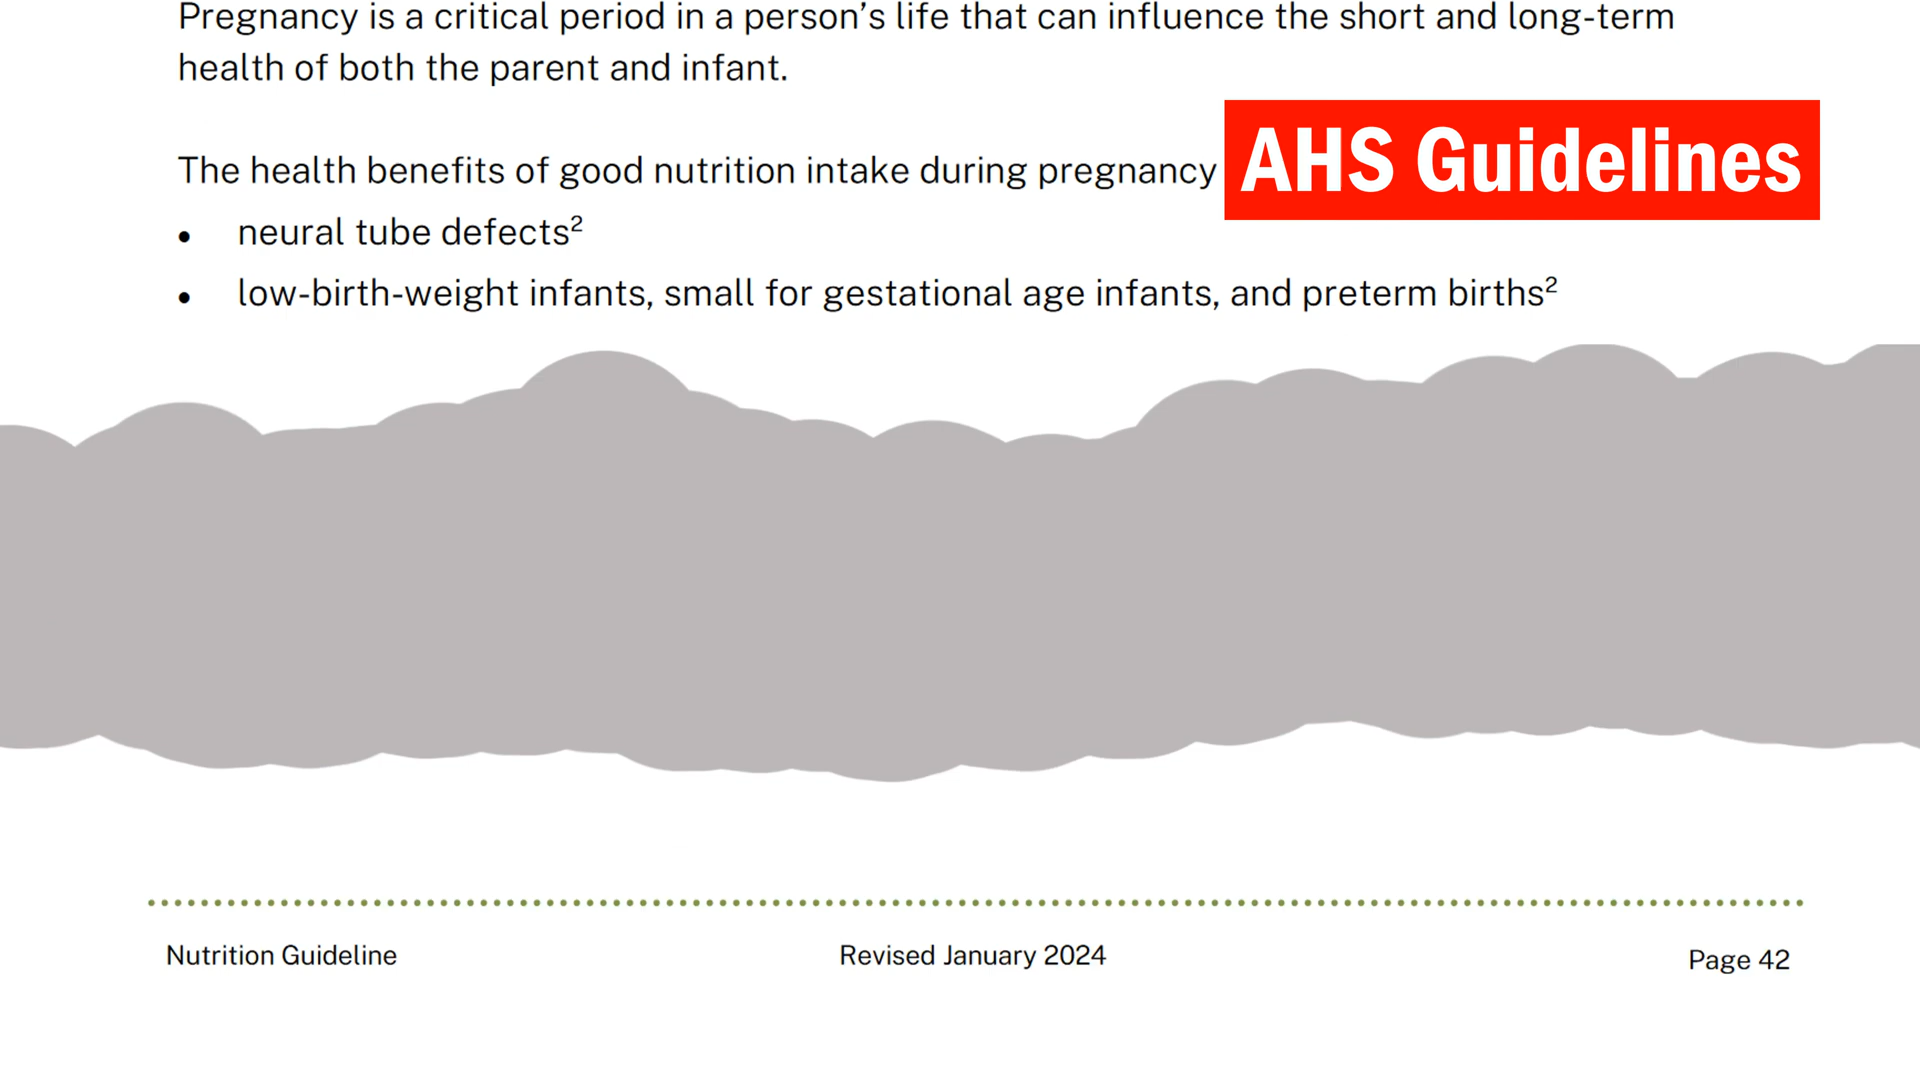 Pregnancy is a critical period in a person’s life that can influence the short and long-term
health of both the parent and infant.
The health benefits of good nutrition intake during pregnancy
AHS Guidelines
• neural tube defects²
• low-birth-weight infants, small for gestational age infants, and preterm births²
Nutrition Guideline
Revised January 2024
Page 42